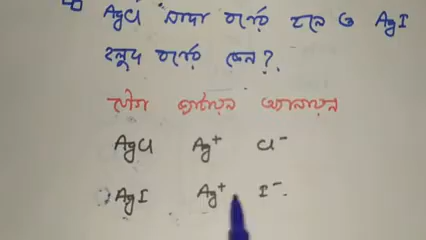 AgCl সাদা বর্ণের হলে ও AgI
হলুদ বর্ণের কেন?
যৌগ ক্যাটায়ন অ্যানায়ন
AgCl Ag⁺ Cl⁻
AgI Ag⁺ I⁻